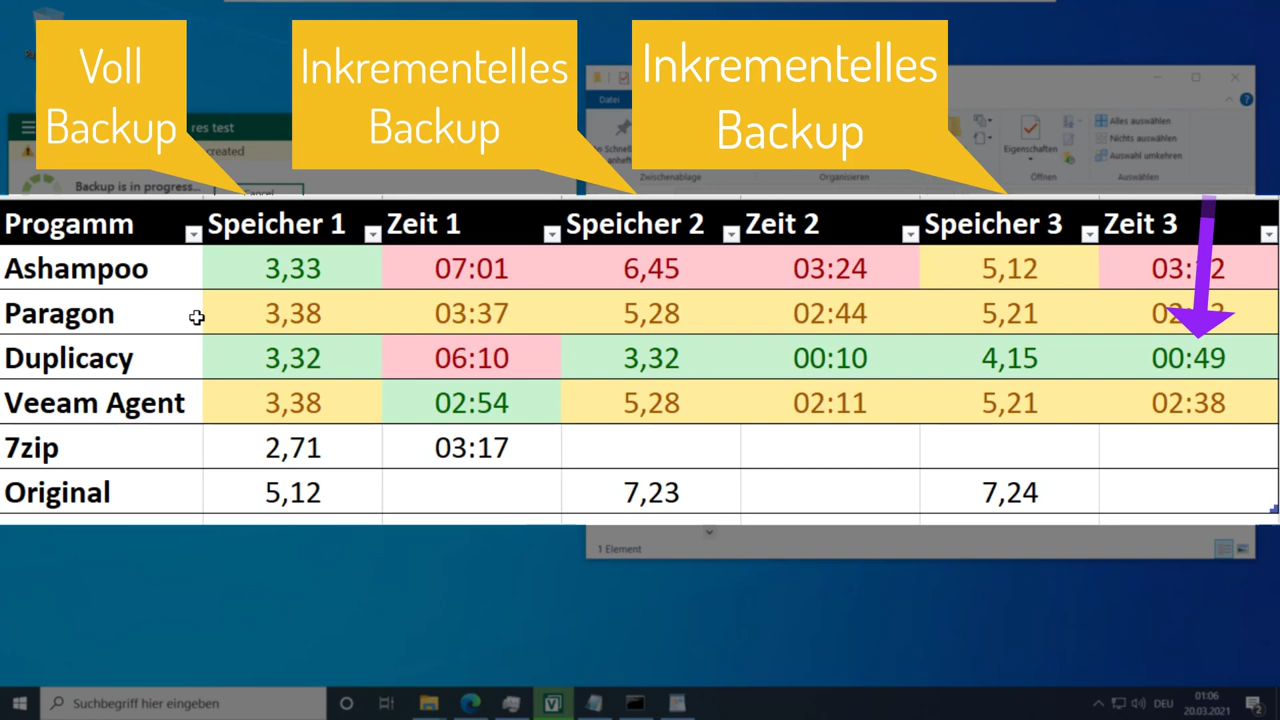 Voll
Backup
Inkrementelles
Backup
Inkrementelles
Backup
res test
created
Backup is in progress...
Cancel
Datei
Zwischenablage
Organisieren
Eigenschaften
Öffnen
Alles auswählen
Nichts auswählen
Auswahl umkehren
Auswählen
Progamm Speicher 1 Zeit 1 Speicher 2 Zeit 2 Speicher 3 Zeit 3
Ashampoo 3,33 07:01 6,45 03:24 5,12
Paragon 3,38 03:37 5,28 02:44 5,21
Duplicacy 3,32 06:10 3,32 00:10 4,15 00:49
Veeam Agent 3,38 02:54 5,28 02:11 5,21 02:38
7zip 2,71 03:17
Original 5,12 7,23 7,24
1 Element
Suchbegriff hier eingeben
DEU
01:06
20.03.2021
2